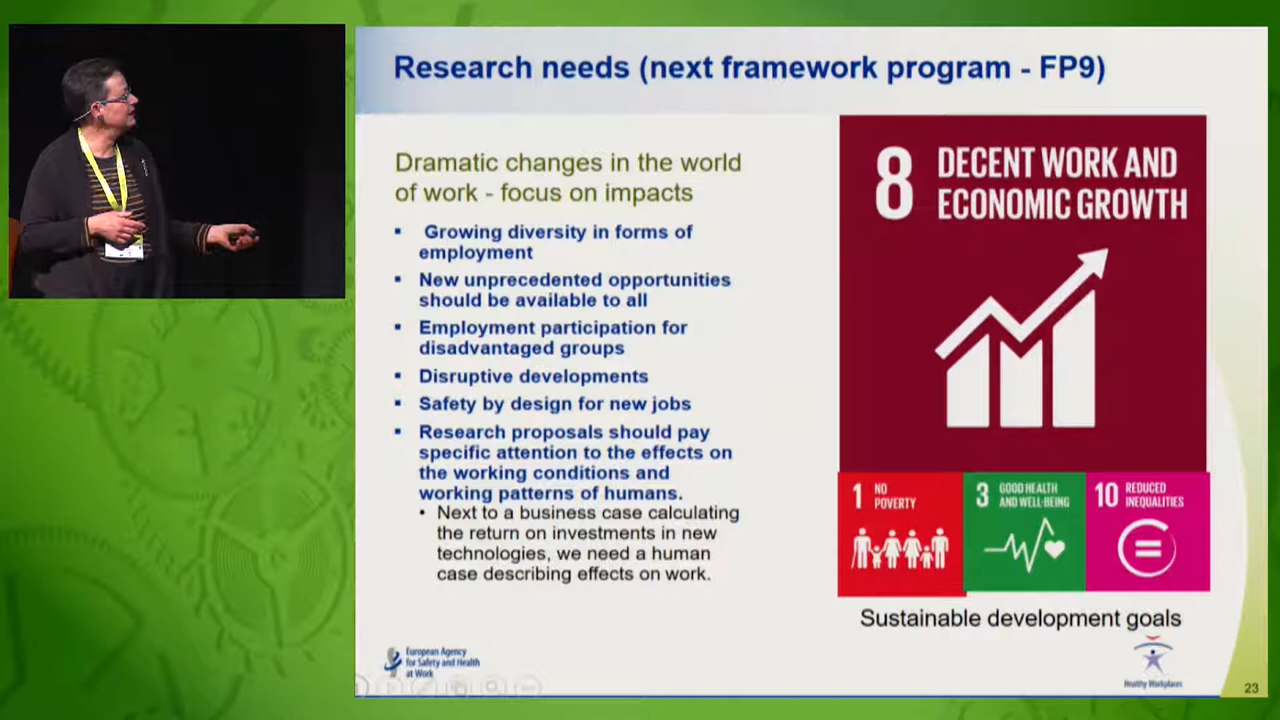 Research needs (next framework program - FP9)
Dramatic changes in the world
of work - focus on impacts
▪ Growing diversity in forms of
employment
▪ New unprecedented opportunities
should be available to all
▪ Employment participation for
disadvantaged groups
▪ Disruptive developments
▪ Safety by design for new jobs
▪ Research proposals should pay
specific attention to the effects on
the working conditions and
working patterns of humans.
• Next to a business case calculating
the return on investments in new
technologies, we need a human
case describing effects on work.
8 DECENT WORK AND
ECONOMIC GROWTH
1 NO
POVERTY
3 GOOD HEALTH
AND WELL-BEING
10 REDUCED
INEQUALITIES
Sustainable development goals
European Agency
for Safety and Health
at Work
Healthy Workplaces
23